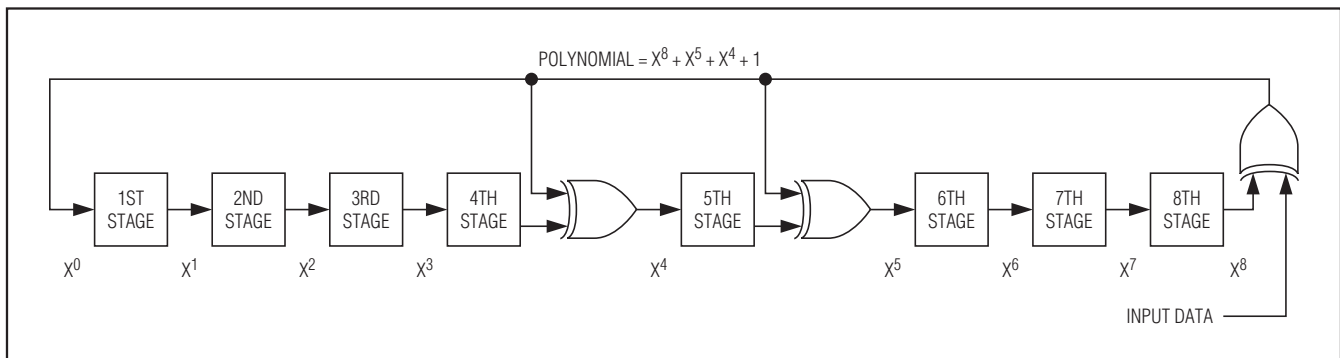 POLYNOMIAL = X⁸ + X⁵ + X⁴ + 1
1ST
STAGE
2ND
STAGE
3RD
STAGE
4TH
STAGE
5TH
STAGE
6TH
STAGE
7TH
STAGE
8TH
STAGE
X⁰ X¹ X² X³ X⁴ X⁵ X⁶ X⁷ X⁸
INPUT DATA